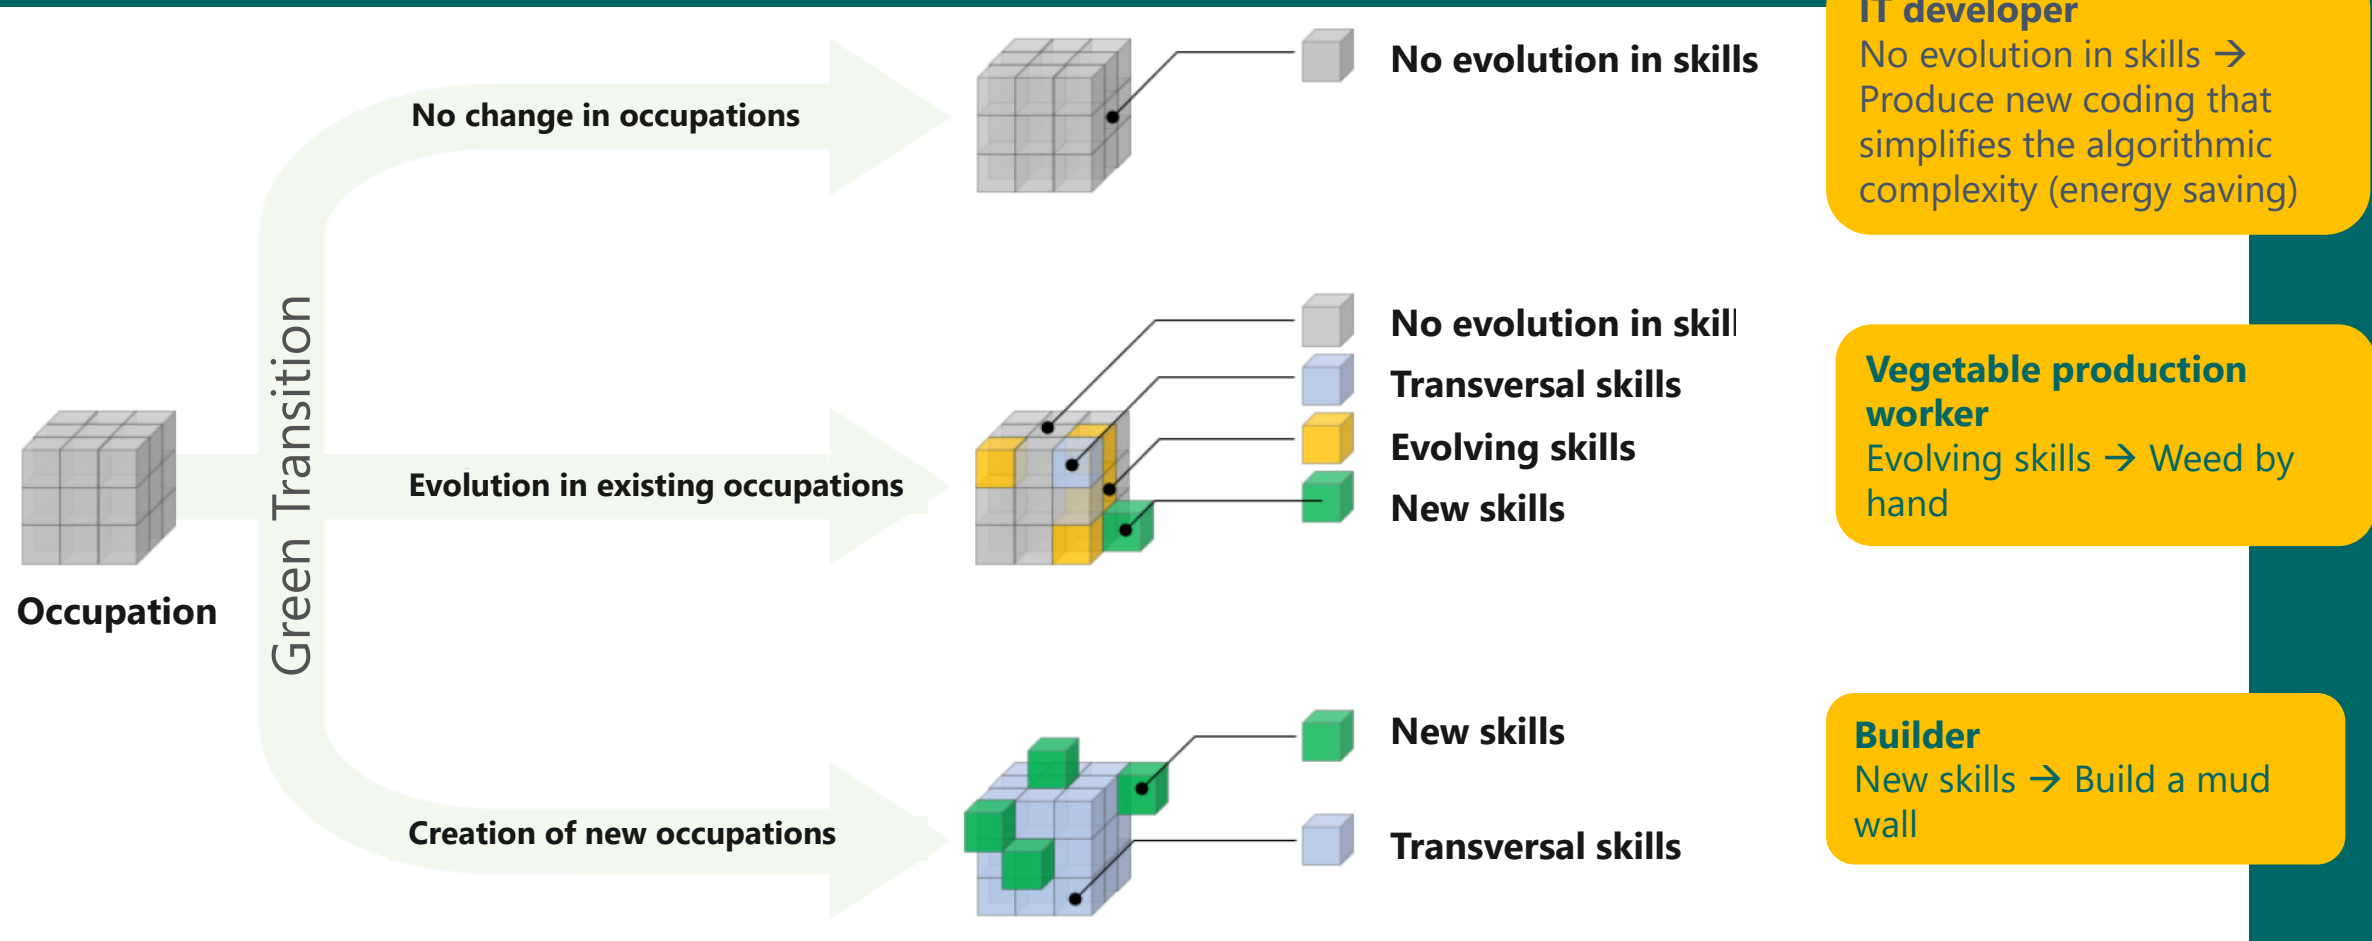 IT developer
No evolution in skills →
Produce new coding that
simplifies the algorithmic
complexity (energy saving)
No evolution in skills
No change in occupations
Green Transition
Occupation
Evolution in existing occupations
No evolution in skill
Transversal skills
Evolving skills
New skills
Vegetable production
worker
Evolving skills → Weed by
hand
Creation of new occupations
New skills
Transversal skills
Builder
New skills → Build a mud
wall